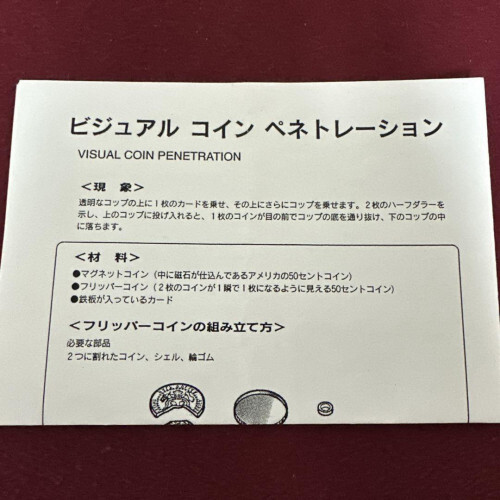 ビジュアル コイン ペネトレーション
VISUAL COIN PENETRATION
＜現　象＞
透明なコップの上に１枚のカードを乗せ、その上にさらにコップを乗せます。２枚のハーフダラーを
示し、上のコップに投げ入れると、１枚のコインが目の前でコップの底を通り抜け、下のコップの中
に落ちます。
＜材　料＞
●マグネットコイン（中に磁石が仕込んであるアメリカの50セントコイン）
●フリッパーコイン（２枚のコインが１瞬で１枚になるように見える50セントコイン）
●鉄板が入っているカード
＜フリッパーコインの組み立て方＞
必要な部品
２つに割れたコイン、シェル、輪ゴム